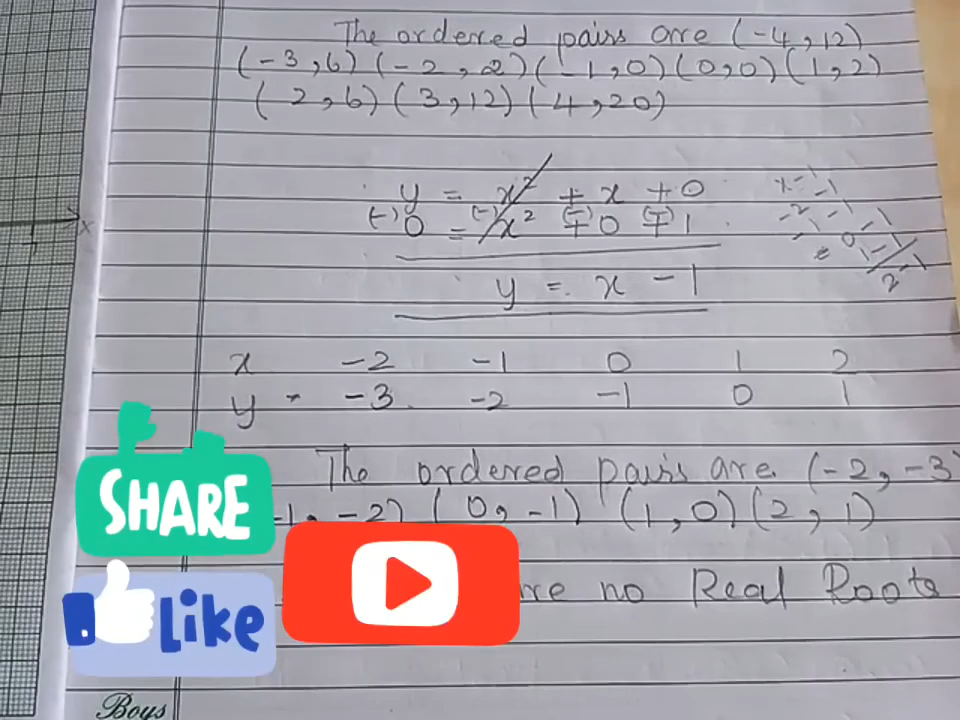 The ordered pairs are (-4, 12)
(-3, 6) (-2, 2) (-1, 0) (0, 0) (1, 2)
(2, 6) (3, 12) (4, 20)
y = x² + x + 0
(-) 0 = (-) x² (-)+ 0 (-)+ 1
y = x - 1
x -2 -1 0 1 2
y -3 -2 -1 0 1
The ordered pairs are (-2, -3)
-1, -2) (0, -1) (1, 0) (2, 1)
no Real Roots
SHARE
Like
Boys
x